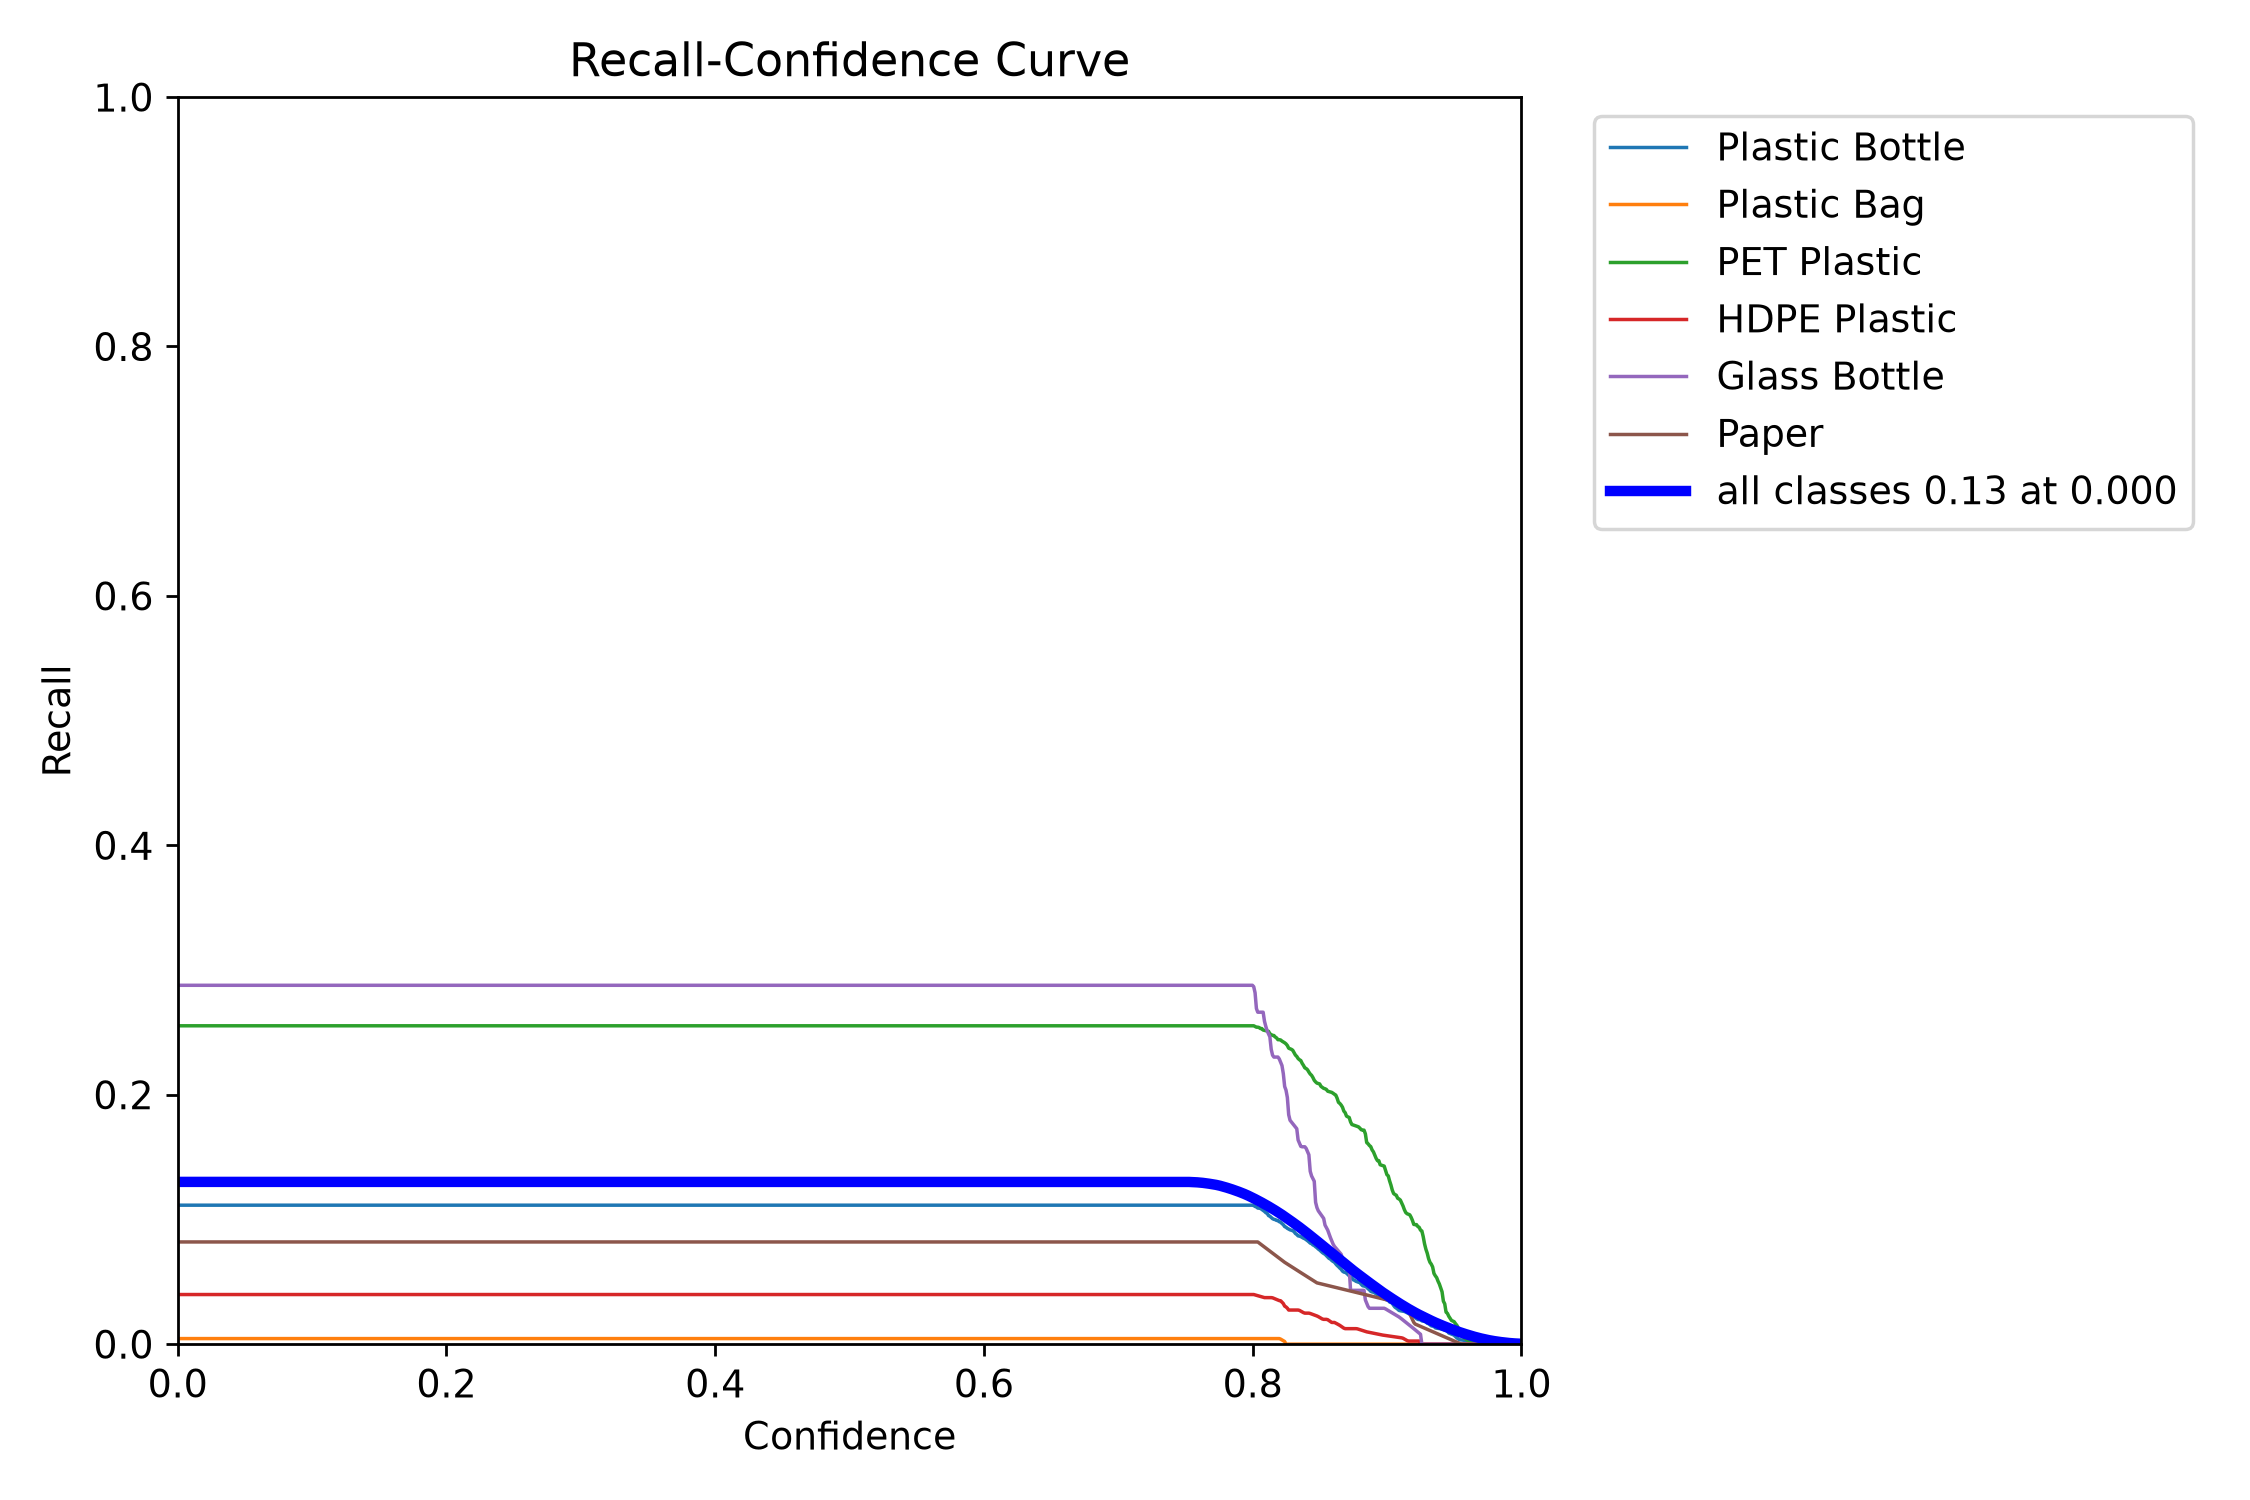 Recall-Confidence Curve
1.0
0.8
0.6
0.4
0.2
0.0
Recall
0.0 0.2 0.4 0.6 0.8 1.0
Confidence
Plastic Bottle
Plastic Bag
PET Plastic
HDPE Plastic
Glass Bottle
Paper
all classes 0.13 at 0.000